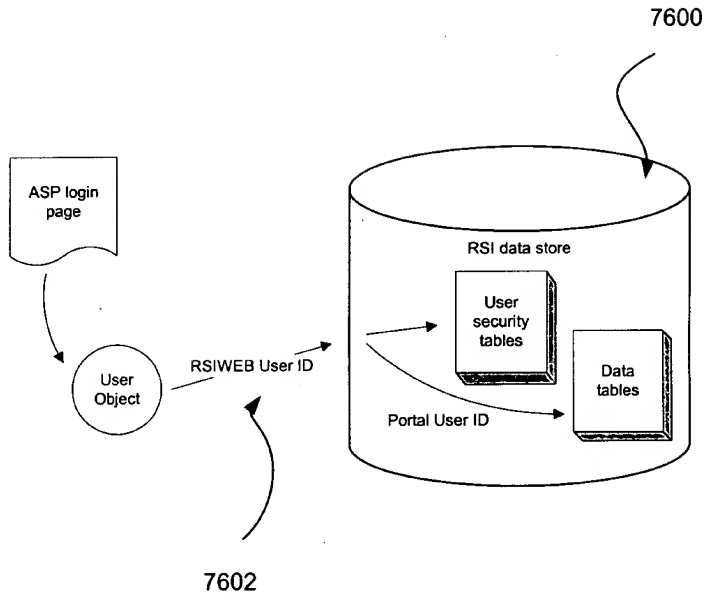 7600
ASP login
page
RSI data store
User
security
tables
RSIWEB User ID
User
Object
Data
tables
Portal User ID
7602